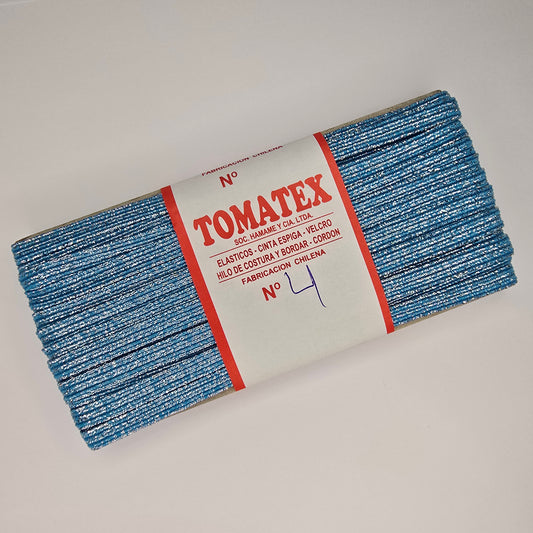 FABRICACION CHILENA
Nº
TOMATEX
SOC. HAMAME Y CIA. LTDA.
ELASTICOS - CINTA ESPIGA - VELCRO
HILO DE COSTURA Y BORDAR - CORDON
FABRICACION CHILENA
Nº 4